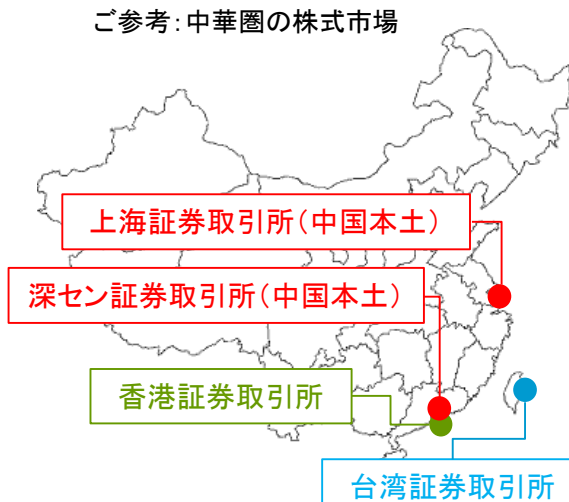 ご参考：中華圏の株式市場
上海証券取引所（中国本土）
深セン証券取引所（中国本土）
香港証券取引所
台湾証券取引所